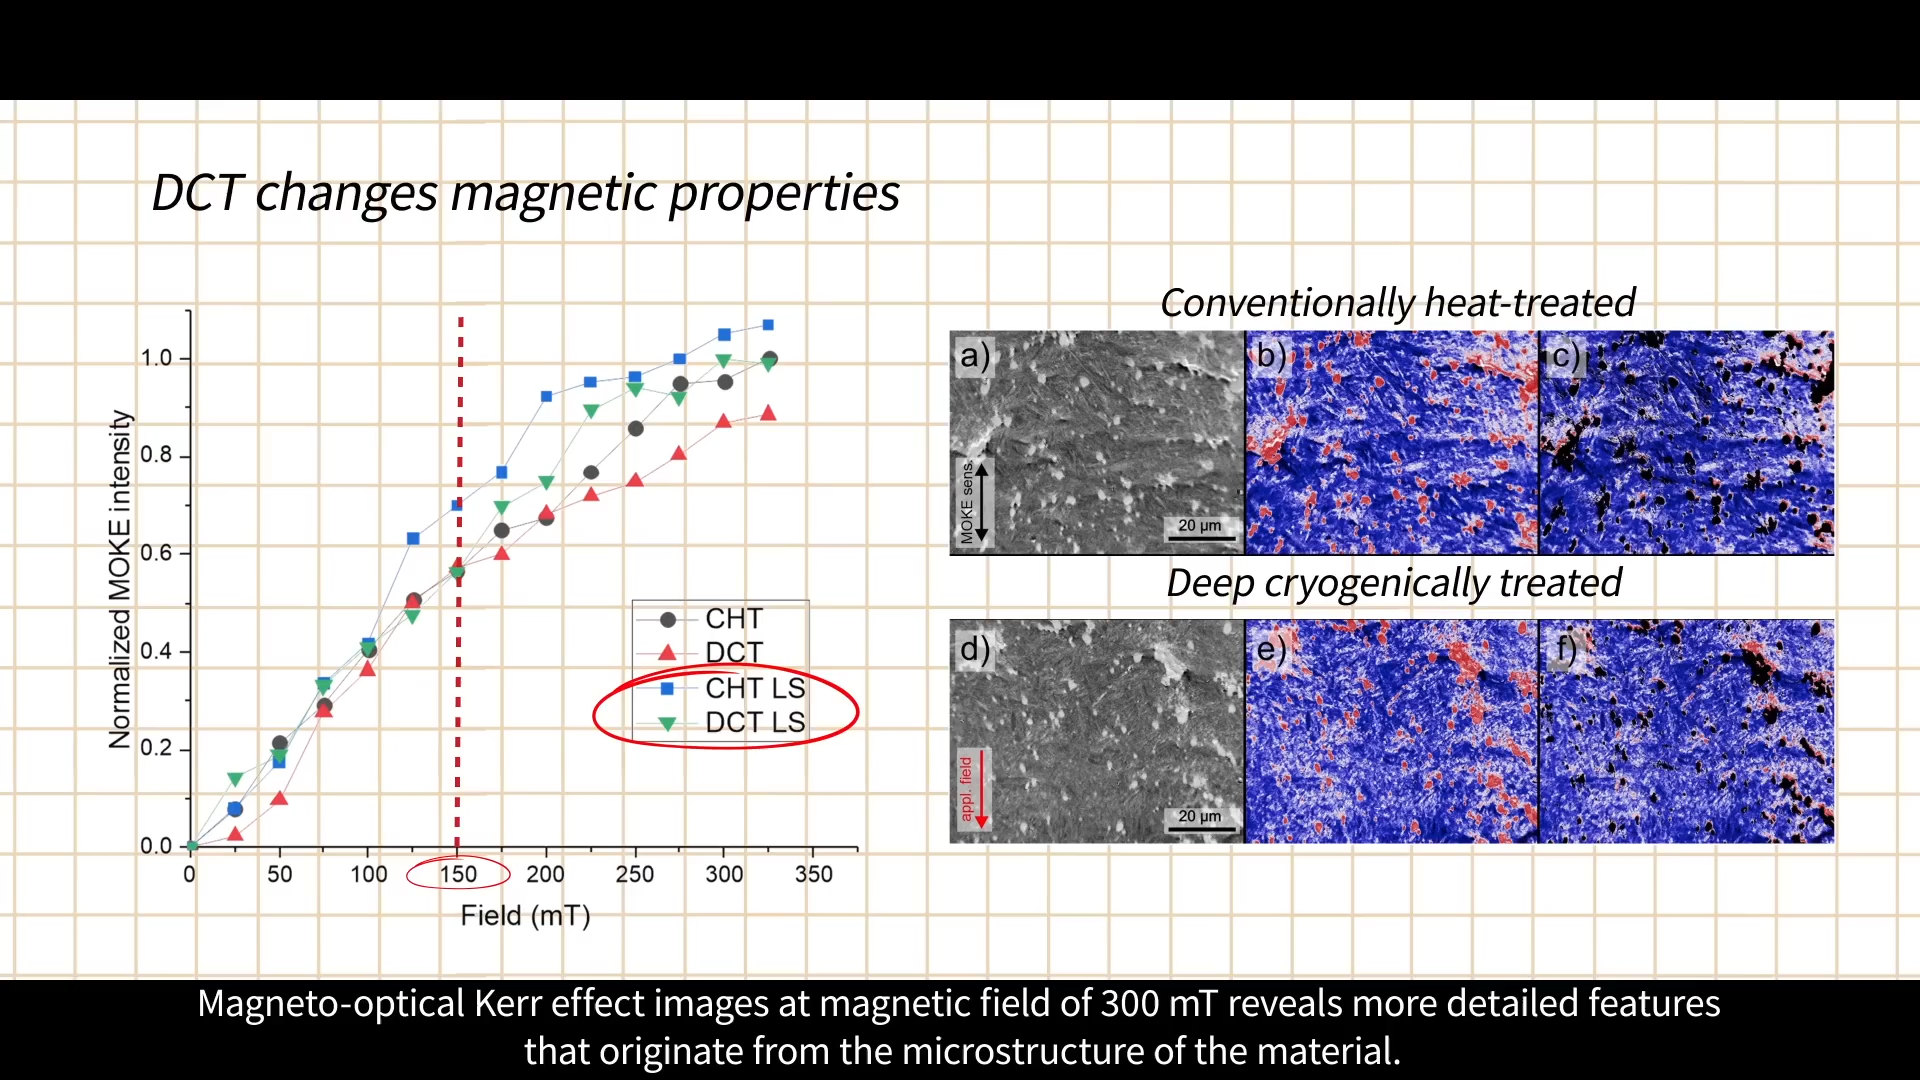 DCT changes magnetic properties
Normalized MOKE intensity
1.0
0.8
0.6
0.4
0.2
0.0
0 50 100 150 200 250 300 350
Field (mT)
CHT
DCT
CHT LS
DCT LS
Conventionally heat-treated
a) b) c)
MOKE sens.
20 µm
Deep cryogenically treated
d) e) f)
appl. field
20 µm
Magneto-optical Kerr effect images at magnetic field of 300 mT reveals more detailed features
that originate from the microstructure of the material.